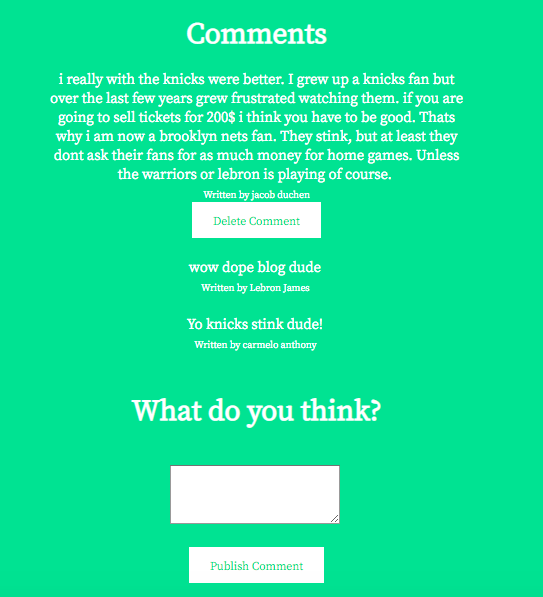 Comments
i really with the knicks were better. I grew up a knicks fan but
over the last few years grew frustrated watching them. if you are
going to sell tickets for 200$ i think you have to be good. Thats
why i am now a brooklyn nets fan. They stink, but at least they
dont ask their fans for as much money for home games. Unless
the warriors or lebron is playing of course.
Written by jacob duchen
Delete Comment
wow dope blog dude
Written by Lebron James
Yo knicks stink dude!
Written by carmelo anthony
What do you think?
Publish Comment